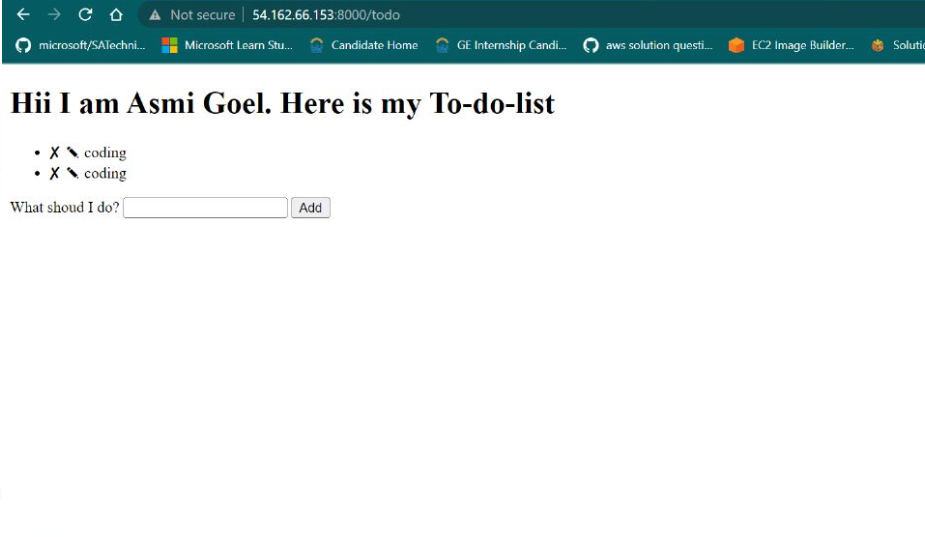 Not secure 54.162.66.153:8000/todo
microsoft/SATechni... Microsoft Learn Stu... Candidate Home GE Internship Candi... aws solution questi... EC2 Image Builder... Soluti
Hii I am Asmi Goel. Here is my To-do-list
• ✗ ✎ coding
• ✗ ✎ coding
What shoud I do? Add